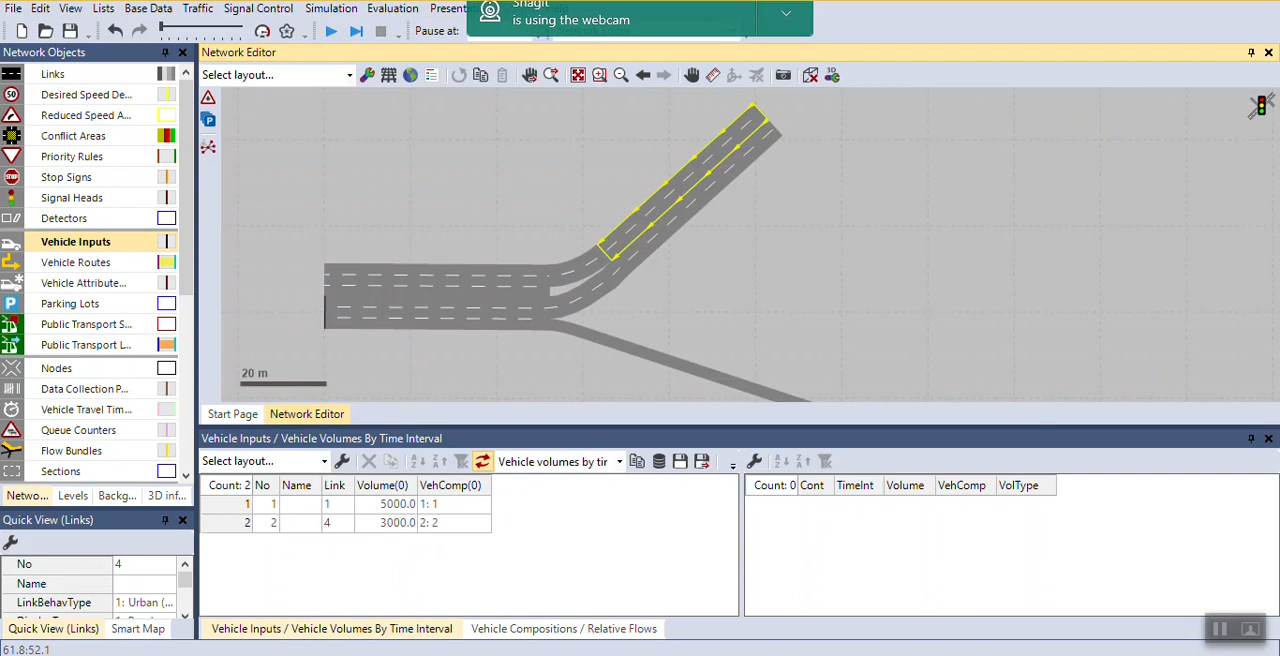 File Edit View Lists Base Data Traffic Signal Control Simulation Evaluation
Snagit
is using the webcam
Pause at:
Network Objects
Network Editor
Select layout...
Links
Desired Speed De...
Reduced Speed A...
Conflict Areas
Priority Rules
Stop Signs
Signal Heads
Detectors
Vehicle Inputs
Vehicle Routes
Vehicle Attribute...
Parking Lots
Public Transport S...
Public Transport L...
Nodes
Data Collection P...
Vehicle Travel Tim...
Queue Counters
Flow Bundles
Sections
20 m
Start Page Network Editor
Netwo... Levels Backg... 3D inf...
Quick View (Links)
No 4
Name
LinkBehavType 1: Urban (...
Quick View (Links) Smart Map
61.8:52.1
Vehicle Inputs / Vehicle Volumes By Time Interval
Select layout... Vehicle volumes by tir
Count: 2 No Name Link Volume(0) VehComp(0)
1 1 1 5000.0 1: 1
2 2 4 3000.0 2: 2
Count: 0 Cont TimeInt Volume VehComp VolType
Vehicle Inputs / Vehicle Volumes By Time Interval Vehicle Compositions / Relative Flows